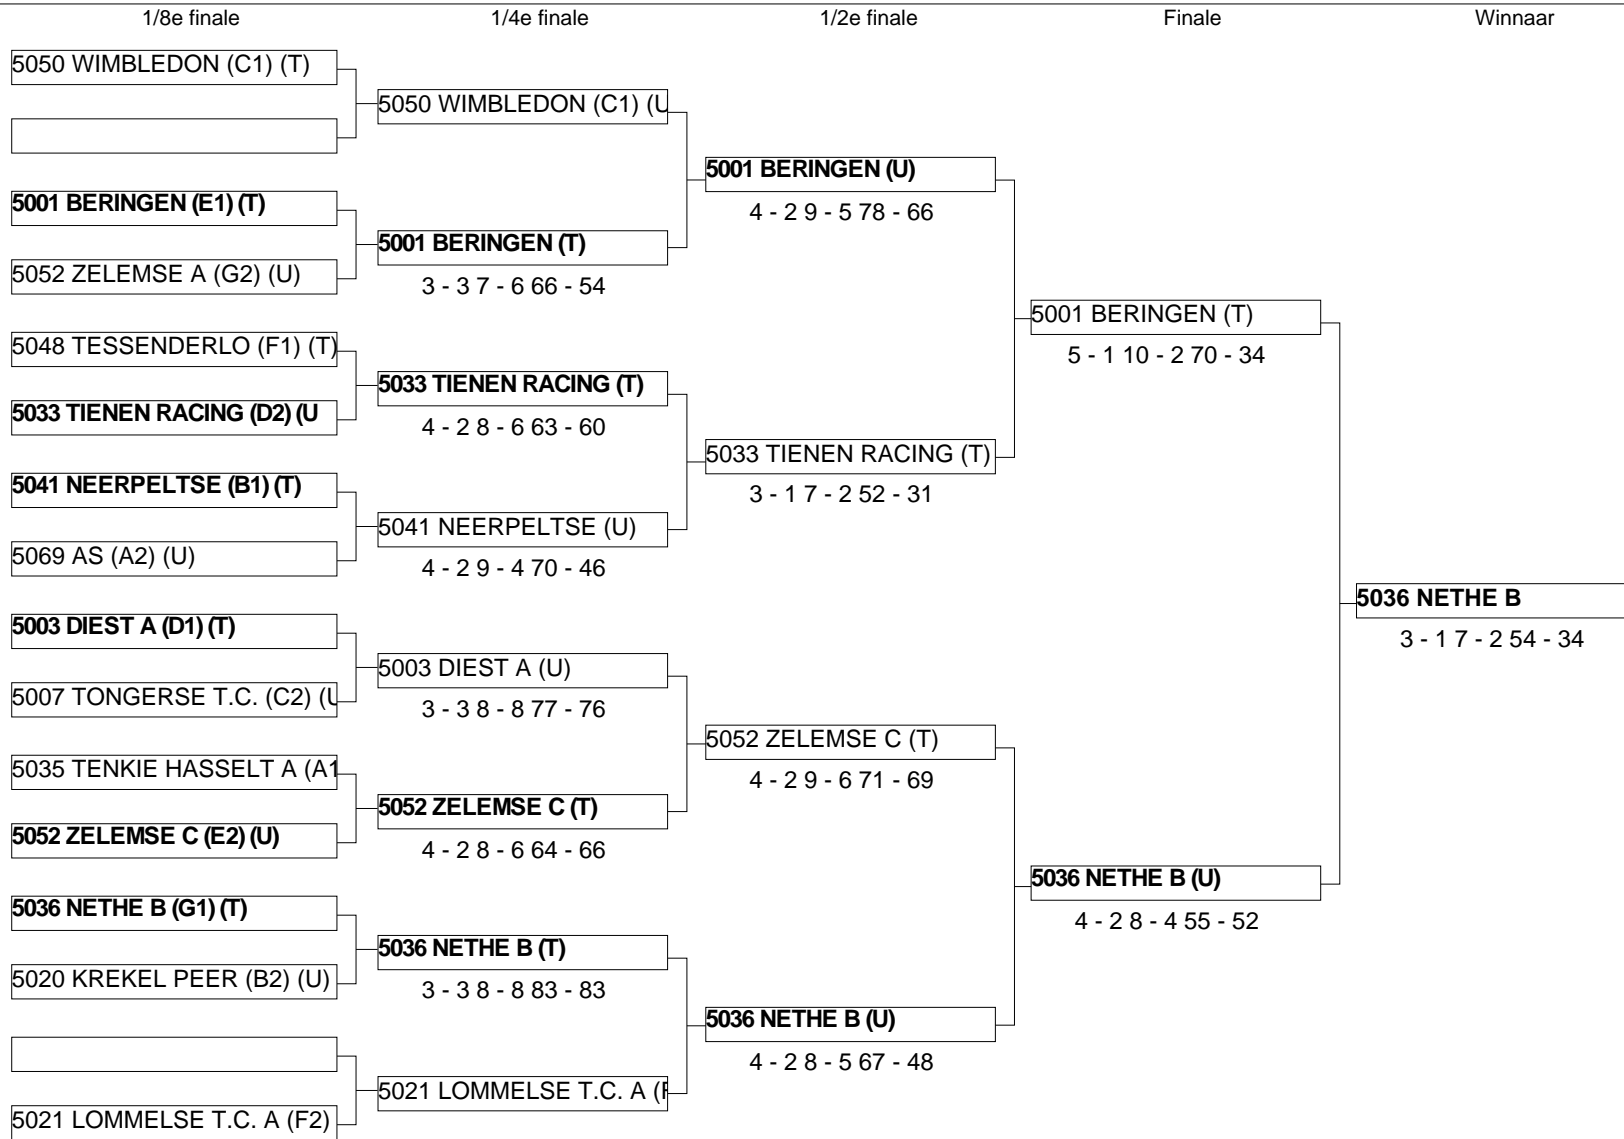 1/8e finale
1/4e finale
1/2e finale
Finale
Winnaar
5050 WIMBLEDON (C1) (T)
5001 BERINGEN (E1) (T)
5052 ZELEMSE A (G2) (U)
5048 TESSENDERLO (F1) (T)
5033 TIENEN RACING (D2) (U
5041 NEERPELTSE (B1) (T)
5069 AS (A2) (U)
5003 DIEST A (D1) (T)
5007 TONGERSE T.C. (C2) (U
5035 TENKIE HASSELT A (A1
5052 ZELEMSE C (E2) (U)
5036 NETHE B (G1) (T)
5020 KREKEL PEER (B2) (U)
5021 LOMMELSE T.C. A (F2)
5050 WIMBLEDON (C1) (U
5001 BERINGEN (T)
3 - 3 7 - 6 66 - 54
5033 TIENEN RACING (T)
4 - 2 8 - 6 63 - 60
5041 NEERPELTSE (U)
4 - 2 9 - 4 70 - 46
5003 DIEST A (U)
3 - 3 8 - 8 77 - 76
5052 ZELEMSE C (T)
4 - 2 8 - 6 64 - 66
5036 NETHE B (T)
3 - 3 8 - 8 83 - 83
5021 LOMMELSE T.C. A (F
5001 BERINGEN (U)
4 - 2 9 - 5 78 - 66
5033 TIENEN RACING (T)
3 - 1 7 - 2 52 - 31
5052 ZELEMSE C (T)
4 - 2 9 - 6 71 - 69
5036 NETHE B (U)
4 - 2 8 - 5 67 - 48
5001 BERINGEN (T)
5 - 1 10 - 2 70 - 34
5036 NETHE B (U)
4 - 2 8 - 4 55 - 52
5036 NETHE B
3 - 1 7 - 2 54 - 34